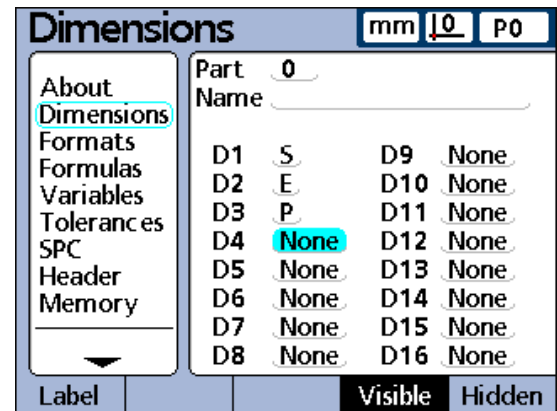 Dimensions mm 0 P0
About
Dimensions
Formats
Formulas
Variables
Tolerances
SPC
Header
Memory
Part 0
Name
D1 S D9 None
D2 E D10 None
D3 P D11 None
D4 None D12 None
D5 None D13 None
D6 None D14 None
D7 None D15 None
D8 None D16 None
Label Visible Hidden